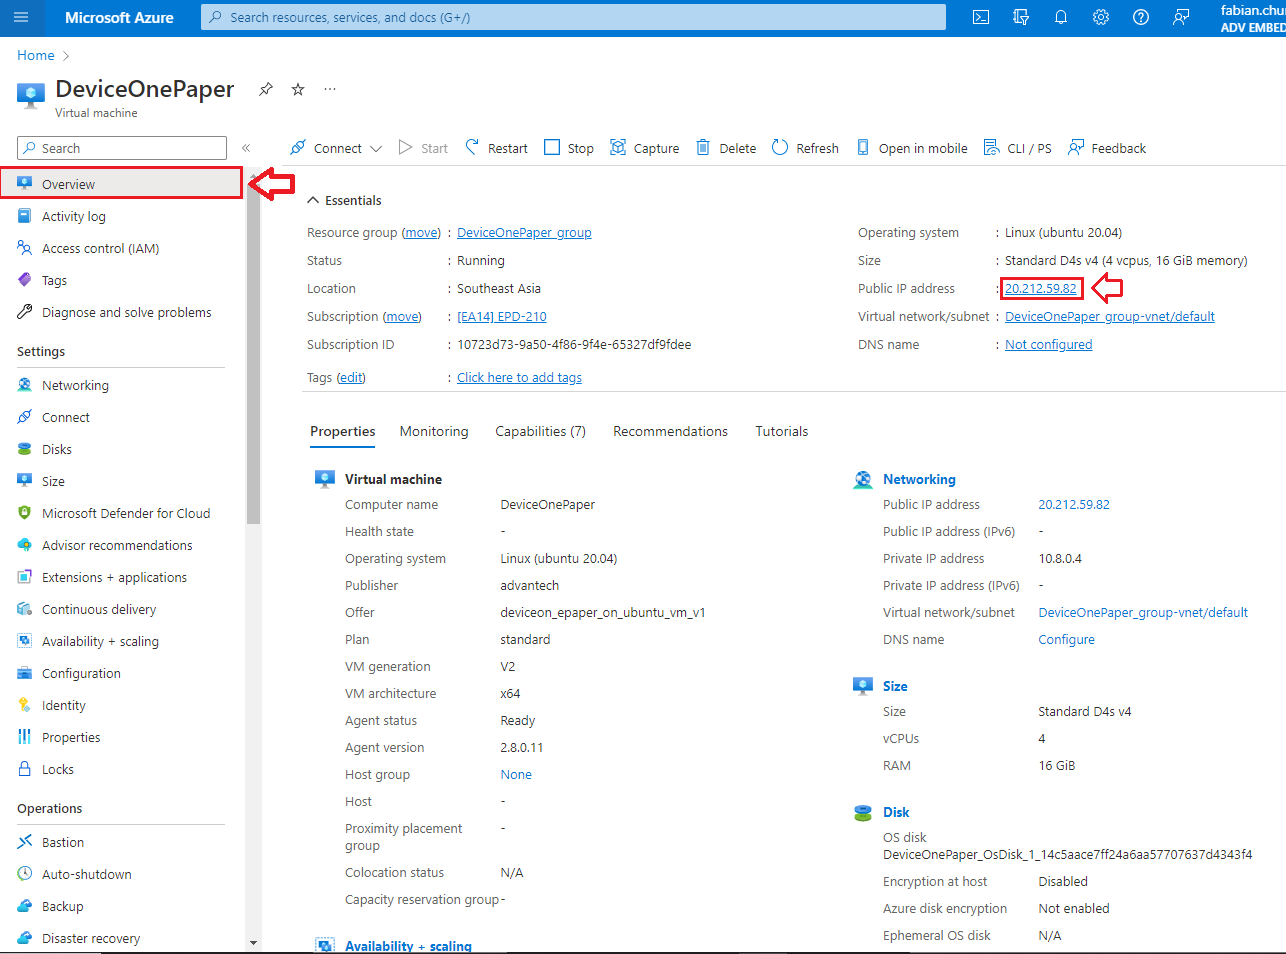 Microsoft Azure
Search resources, services, and docs (G+/)
fabian.chu
ADV EMBED
Home
DeviceOnePaper
Virtual machine
Search
Connect
Start
Restart
Stop
Capture
Delete
Refresh
Open in mobile
CLI / PS
Feedback
Overview
Activity log
Access control (IAM)
Tags
Diagnose and solve problems
Settings
Networking
Connect
Disks
Size
Microsoft Defender for Cloud
Advisor recommendations
Extensions + applications
Continuous delivery
Availability + scaling
Configuration
Identity
Properties
Locks
Operations
Bastion
Auto-shutdown
Backup
Disaster recovery
Essentials
Resource group (move) : DeviceOnePaper_group
Status : Running
Location : Southeast Asia
Subscription (move) : [EA14] EPD-210
Subscription ID : 10723d73-9a50-4f86-9f4e-65327df9fdee
Tags (edit) : Click here to add tags
Operating system : Linux (ubuntu 20.04)
Size : Standard D4s v4 (4 vcpus, 16 GiB memory)
Public IP address : 20.212.59.82
Virtual network/subnet : DeviceOnePaper_group-vnet/default
DNS name : Not configured
Properties
Monitoring
Capabilities (7)
Recommendations
Tutorials
Virtual machine
Computer name DeviceOnePaper
Health state -
Operating system Linux (ubuntu 20.04)
Publisher advantech
Offer deviceon_epaper_on_ubuntu_vm_v1
Plan standard
VM generation V2
VM architecture x64
Agent status Ready
Agent version 2.8.0.11
Host group None
Host -
Proximity placement -
group
Colocation status N/A
Capacity reservation group -
Availability + scaling
Networking
Public IP address 20.212.59.82
Public IP address (IPv6) -
Private IP address 10.8.0.4
Private IP address (IPv6) -
Virtual network/subnet DeviceOnePaper_group-vnet/default
DNS name Configure
Size
Size Standard D4s v4
vCPUs 4
RAM 16 GiB
Disk
OS disk
DeviceOnePaper_OsDisk_1_14c5aace7ff24a6aa57707637d4343f4
Encryption at host Disabled
Azure disk encryption Not enabled
Ephemeral OS disk N/A